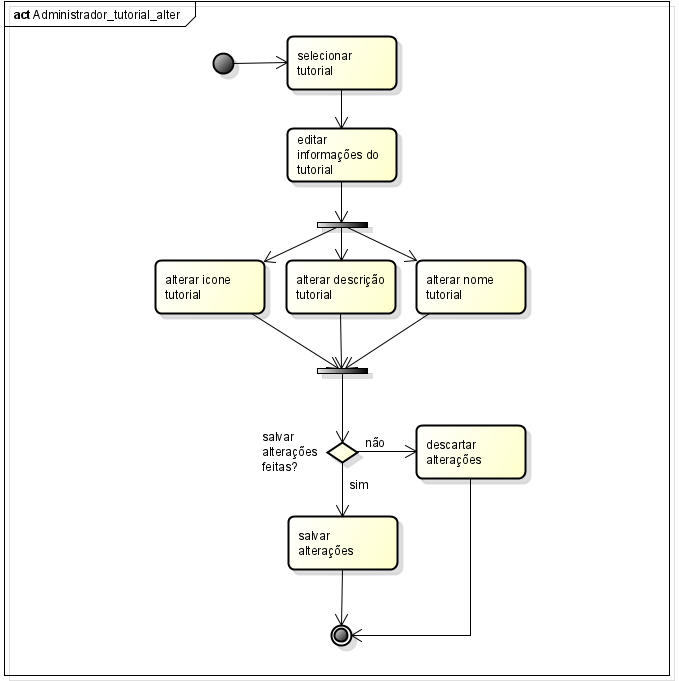 act Administrador_tutorial_alter
selecionar
tutorial
editar
informações do
tutorial
alterar icone
tutorial
alterar descrição
tutorial
alterar nome
tutorial
salvar
alterações
feitas?
não
descartar
alterações
sim
salvar
alterações